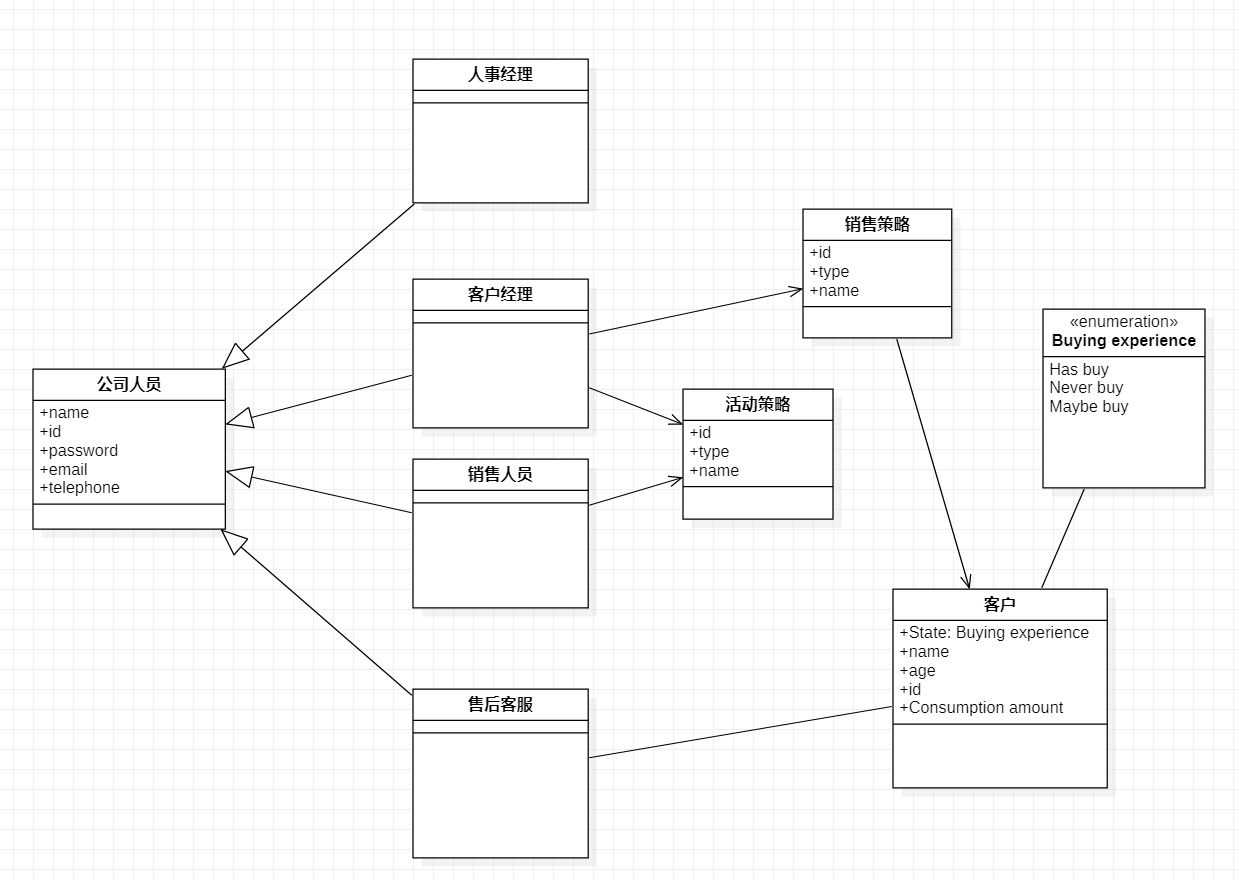 人事经理
销售策略
+id
+type
+name
客户经理
«enumeration»
Buying experience
Has buy
Never buy
Maybe buy
公司人员
+name
+id
+password
+email
+telephone
活动策略
+id
+type
+name
销售人员
客户
+State: Buying experience
+name
+age
+id
+Consumption amount
售后客服